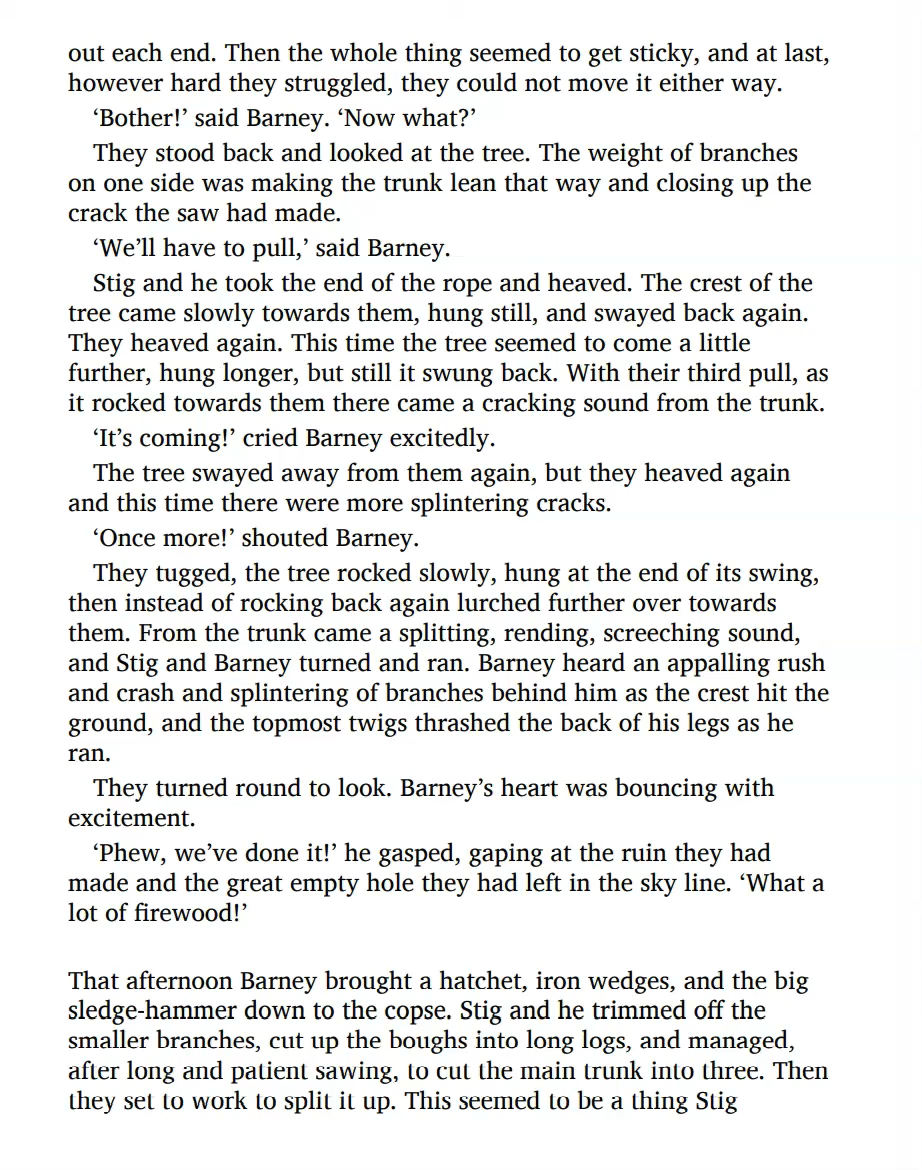 out each end. Then the whole thing seemed to get sticky, and at last,
however hard they struggled, they could not move it either way.
‘Bother!’ said Barney. ‘Now what?’
They stood back and looked at the tree. The weight of branches
on one side was making the trunk lean that way and closing up the
crack the saw had made.
‘We’ll have to pull,’ said Barney.
Stig and he took the end of the rope and heaved. The crest of the
tree came slowly towards them, hung still, and swayed back again.
They heaved again. This time the tree seemed to come a little
further, hung longer, but still it swung back. With their third pull, as
it rocked towards them there came a cracking sound from the trunk.
‘It’s coming!’ cried Barney excitedly.
The tree swayed away from them again, but they heaved again
and this time there were more splintering cracks.
‘Once more!’ shouted Barney.
They tugged, the tree rocked slowly, hung at the end of its swing,
then instead of rocking back again lurched further over towards
them. From the trunk came a splitting, rending, screeching sound,
and Stig and Barney turned and ran. Barney heard an appalling rush
and crash and splintering of branches behind him as the crest hit the
ground, and the topmost twigs thrashed the back of his legs as he
ran.
They turned round to look. Barney’s heart was bouncing with
excitement.
‘Phew, we’ve done it!’ he gasped, gaping at the ruin they had
made and the great empty hole they had left in the sky line. ‘What a
lot of firewood!’
That afternoon Barney brought a hatchet, iron wedges, and the big
sledge-hammer down to the copse. Stig and he trimmed off the
smaller branches, cut up the boughs into long logs, and managed,
after long and patient sawing, to cut the main trunk into three. Then
they set to work to split it up. This seemed to be a thing Stig